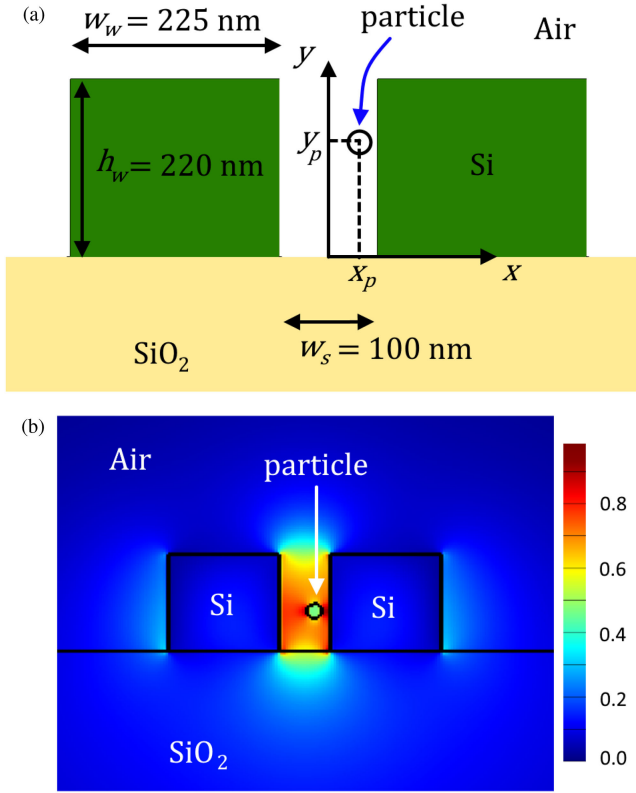 (a)
w_w = 225 nm
particle
Air
y
y_p
h_w = 220 nm
Si
x_p
x
SiO₂
w_s = 100 nm
(b)
Air
particle
0.8
Si
Si
0.6
0.4
0.2
SiO₂
0.0